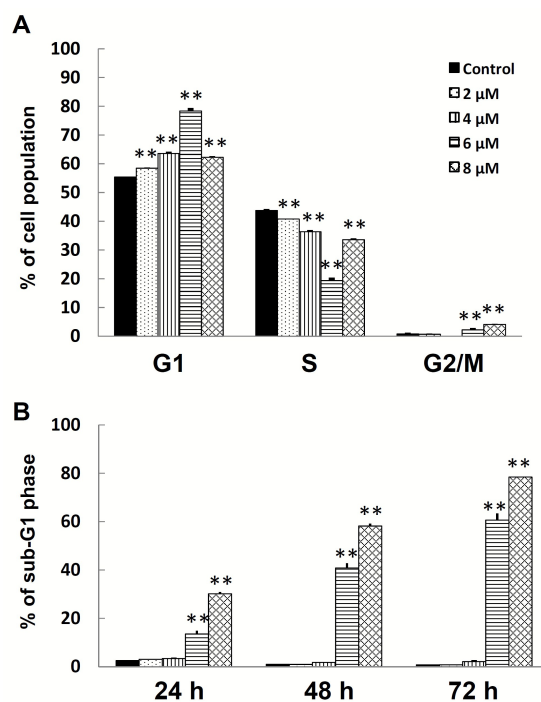 A
% of cell population
100
90
80
70
60
50
40
30
20
10
0
**
**
**
**
**
**
**
**
**
**
G1
S
G2/M
Control
2 µM
4 µM
6 µM
8 µM
B
% of sub-G1 phase
100
80
60
40
20
0
**
**
**
**
**
**
24 h
48 h
72 h